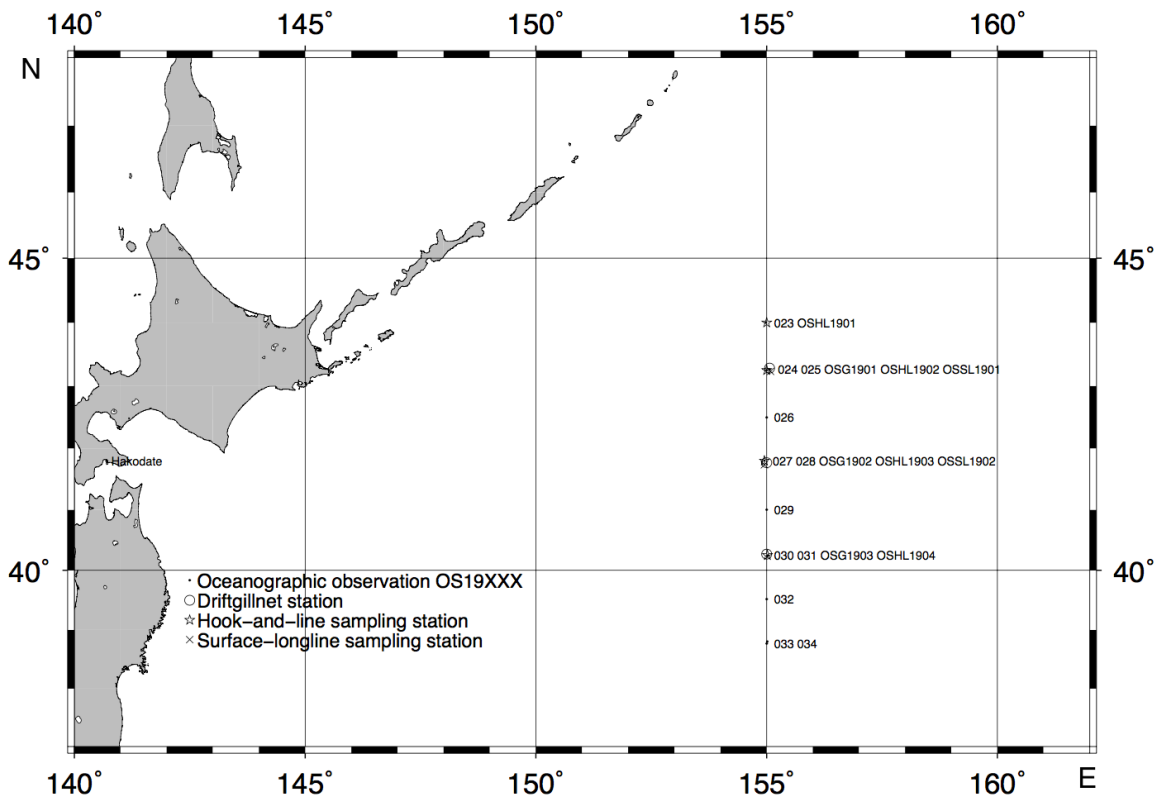 140° 145° 150° 155° 160°
N
45° 45°
023 OSHL1901
024 025 OSG1901 OSHL1902 OSSL1901
026
Hakodate
027 028 OSG1902 OSHL1903 OSSL1902
029
030 031 OSG1903 OSHL1904
40° 40°
Oceanographic observation OS19XXX
Driftgillnet station
032
Hook−and−line sampling station
Surface−longline sampling station
033 034
140° 145° 150° 155° 160° E